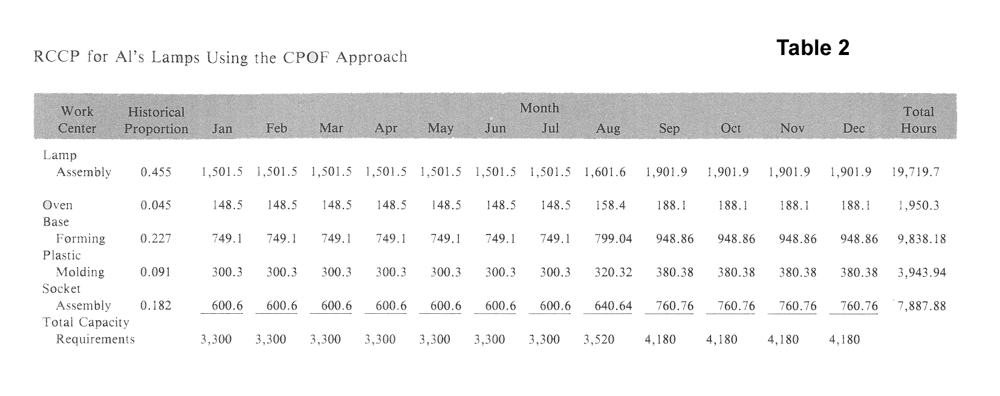 Table 2
RCCP for Al's Lamps Using the CPOF Approach
Work Historical Month Total
Center Proportion Jan Feb Mar Apr May Jun Jul Aug Sep Oct Nov Dec Hours
Lamp
Assembly 0.455 1,501.5 1,501.5 1,501.5 1,501.5 1,501.5 1,501.5 1,501.5 1,601.6 1,901.9 1,901.9 1,901.9 1,901.9 19,719.7
Oven 0.045 148.5 148.5 148.5 148.5 148.5 148.5 148.5 158.4 188.1 188.1 188.1 188.1 1,950.3
Base
Forming 0.227 749.1 749.1 749.1 749.1 749.1 749.1 749.1 799.04 948.86 948.86 948.86 948.86 9,838.18
Plastic
Molding 0.091 300.3 300.3 300.3 300.3 300.3 300.3 300.3 320.32 380.38 380.38 380.38 380.38 3,943.94
Socket
Assembly 0.182 600.6 600.6 600.6 600.6 600.6 600.6 600.6 640.64 760.76 760.76 760.76 760.76 7,887.88
Total Capacity
Requirements 3,300 3,300 3,300 3,300 3,300 3,300 3,300 3,520 4,180 4,180 4,180 4,180